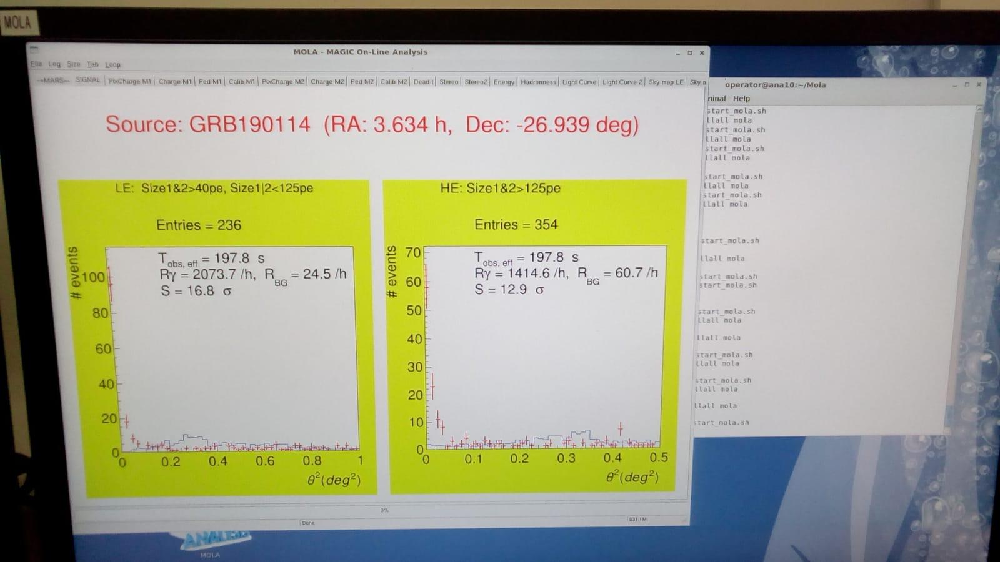 MOLA
MOLA - MAGIC On-Line Analysis
File Log Size Tab Loop
--=MARS=-- SIGNAL PixCharge M1 Charge M1 Ped M1 Calib M1 PixCharge M2 Charge M2 Ped M2 Calib M2 Dead t Stereo Stereo2 Energy Hadronness Light Curve Light Curve 2 Sky map LE Sky m
Source: GRB190114 (RA: 3.634 h, Dec: -26.939 deg)
LE: Size1&2>40pe, Size1|2<125pe
Entries = 236
# events
100
80
60
40
20
0
T obs, eff = 197.8 s
Rγ = 2073.7 /h, R BG = 24.5 /h
S = 16.8 σ
0 0.2 0.4 0.6 0.8 1
θ²(deg²)
HE: Size1&2>125pe
Entries = 354
# events
70
60
50
40
30
20
10
0
T obs, eff = 197.8 s
Rγ = 1414.6 /h, R BG = 60.7 /h
S = 12.9 σ
0 0.1 0.2 0.3 0.4 0.5
θ²(deg²)
0%
Done.
831.1M
operator@ana10:~/Mola
minal Help
start_mola.sh
llall mola
start_mola.sh
llall mola
start_mola.sh
llall mola
start_mola.sh
llall mola
start_mola.sh
llall mola
start_mola.sh
llall mola
start_mola.sh
start_mola.sh
start_mola.sh
llall mola
llall mola
start_mola.sh
llall mola
start_mola.sh
llall mola
llall mola
start_mola.sh
ANALYSIS
MOLA